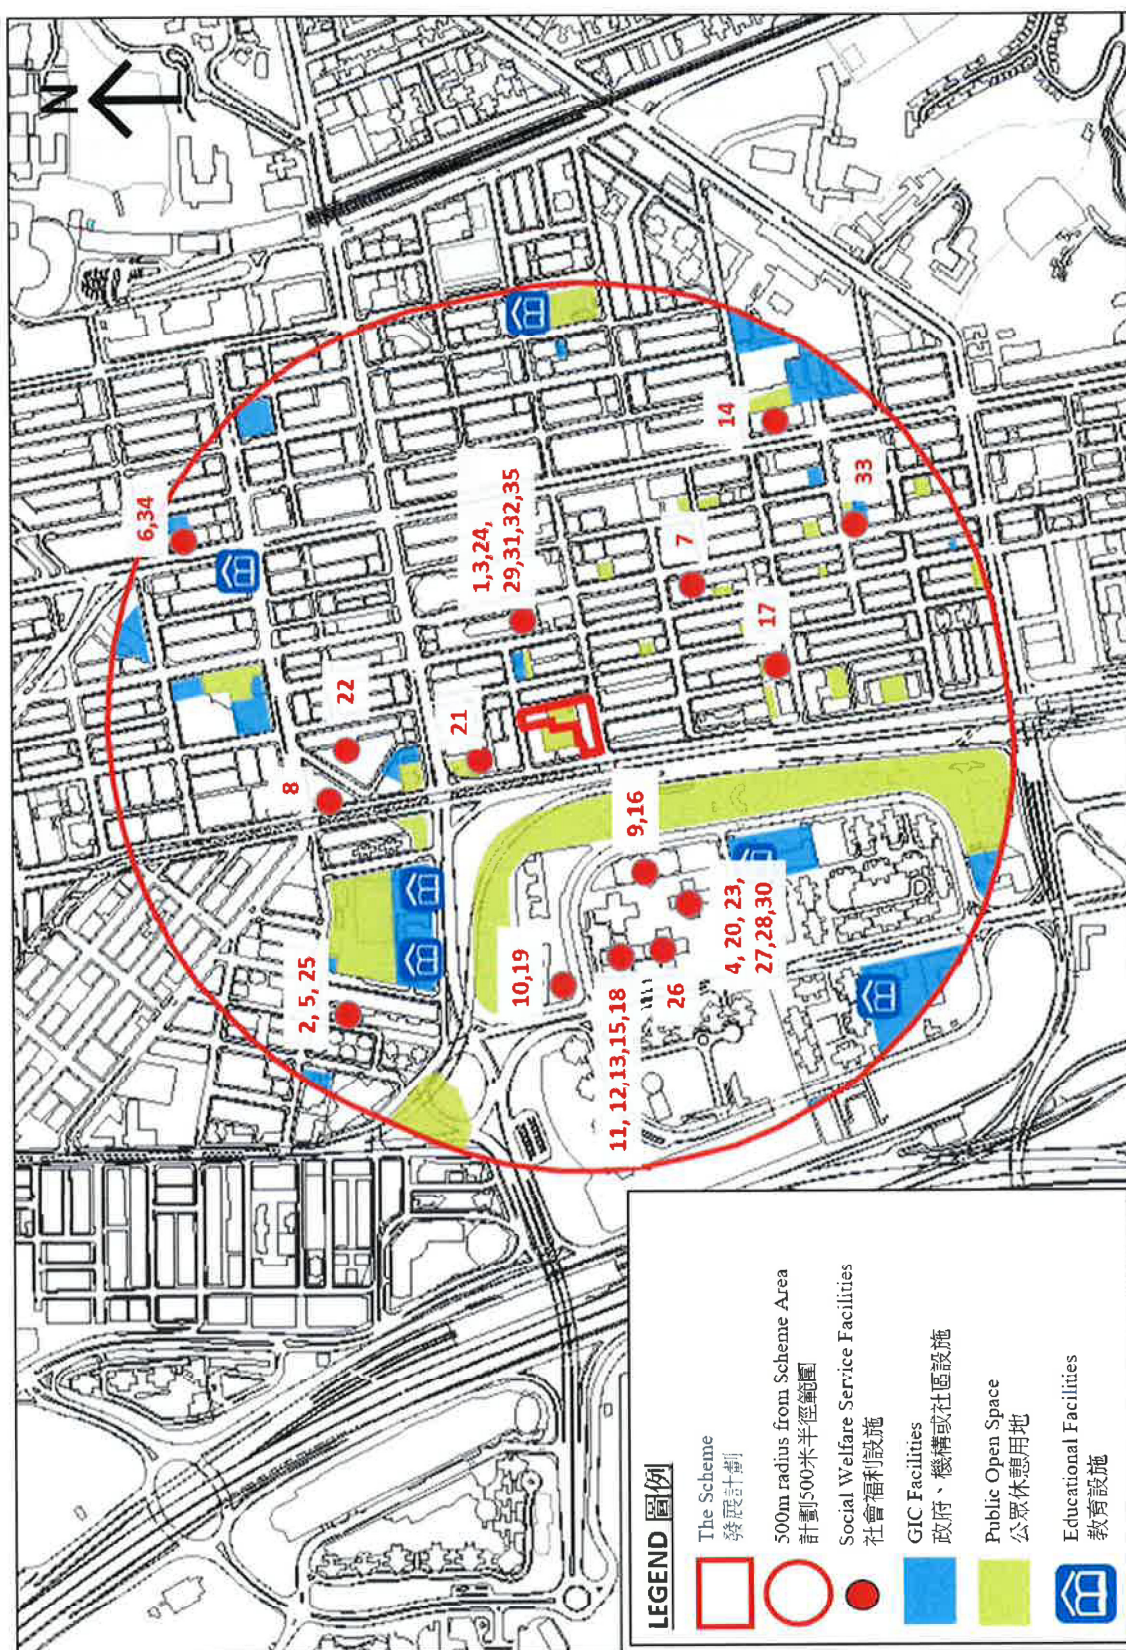 N
6,34
22
8
2, 5, 25
21
1,3,24,
29,31,32,35
14
7
33
17
9,16
10,19
4, 20, 23,
27,28,30
26
11, 12,13,15,18
LEGEND 圖例
The Scheme
發展計劃
500m radius from Scheme Area
計劃500米半徑範圍
Social Welfare Service Facilities
社會福利設施
GIC Facilities
政府、機構或社區設施
Public Open Space
公眾休憩用地
Educational Facilities
教育設施